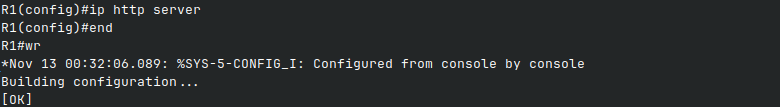 R1(config)#ip http server
R1(config)#end
R1#wr
*Nov 13 00:32:06.089: %SYS-5-CONFIG_I: Configured from console by console
Building configuration...
[OK]